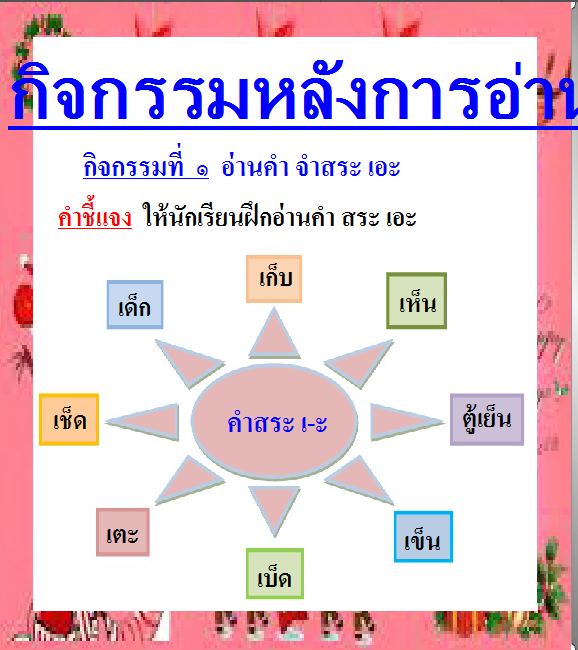 กิจกรรมหลังการอ่าน
กิจกรรมที่ ๑ อ่านคำ จำสระ เอะ
คำชี้แจง ให้นักเรียนฝึกอ่านคำ สระ เอะ
เก็บ
เด็ก
เห็น
เช็ด
คำสระ เ-ะ
ตู้เย็น
เตะ
เข็น
เบ็ด